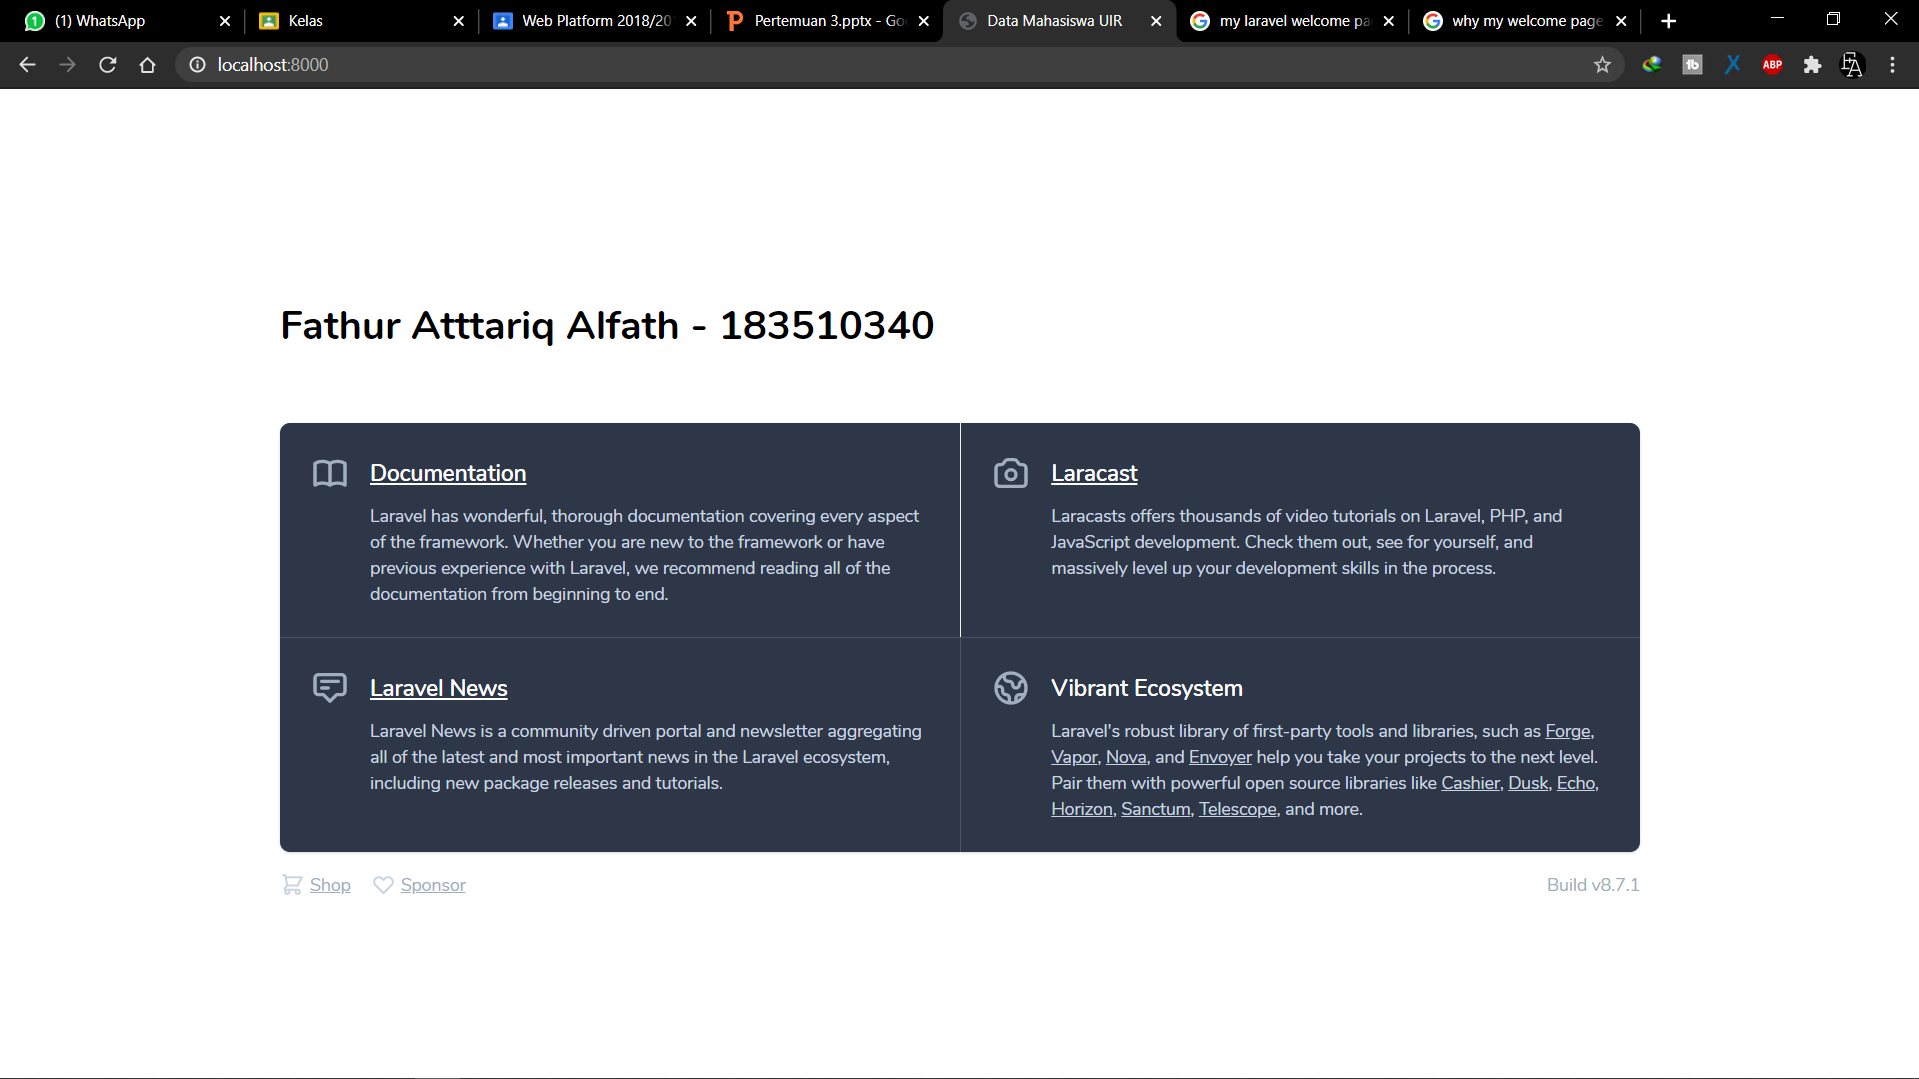 (1) WhatsApp
Kelas
Web Platform 2018/20
Pertemuan 3.pptx - Go
Data Mahasiswa UIR
my laravel welcome pa
why my welcome page
localhost:8000
ABP
Fathur Atttariq Alfath - 183510340
Documentation
Laravel has wonderful, thorough documentation covering every aspect
of the framework. Whether you are new to the framework or have
previous experience with Laravel, we recommend reading all of the
documentation from beginning to end.
Laracast
Laracasts offers thousands of video tutorials on Laravel, PHP, and
JavaScript development. Check them out, see for yourself, and
massively level up your development skills in the process.
Laravel News
Laravel News is a community driven portal and newsletter aggregating
all of the latest and most important news in the Laravel ecosystem,
including new package releases and tutorials.
Vibrant Ecosystem
Laravel's robust library of first-party tools and libraries, such as Forge,
Vapor, Nova, and Envoyer help you take your projects to the next level.
Pair them with powerful open source libraries like Cashier, Dusk, Echo,
Horizon, Sanctum, Telescope, and more.
Shop
Sponsor
Build v8.7.1